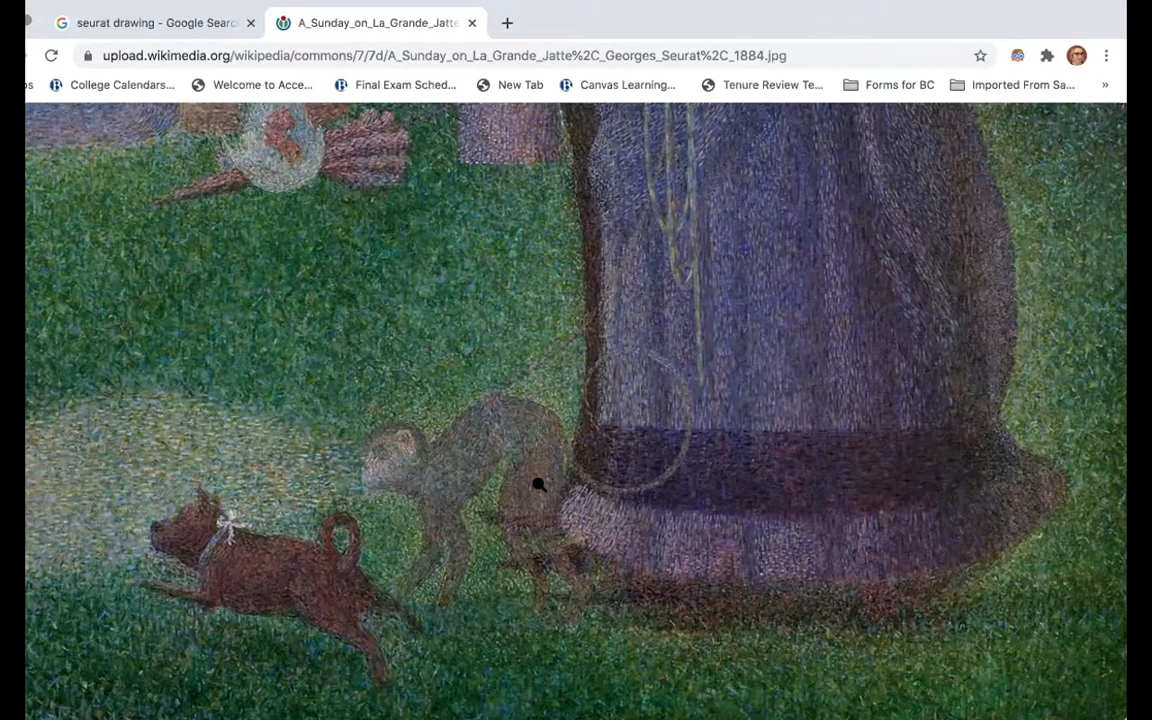 seurat drawing - Google Searc
A_Sunday_on_La_Grande_Jatte
upload.wikimedia.org/wikipedia/commons/7/7d/A_Sunday_on_La_Grande_Jatte%2C_Georges_Seurat%2C_1884.jpg
ps College Calendars... Welcome to Acce... Final Exam Sched... New Tab Canvas Learning... Tenure Review Te... Forms for BC Imported From Sa... »